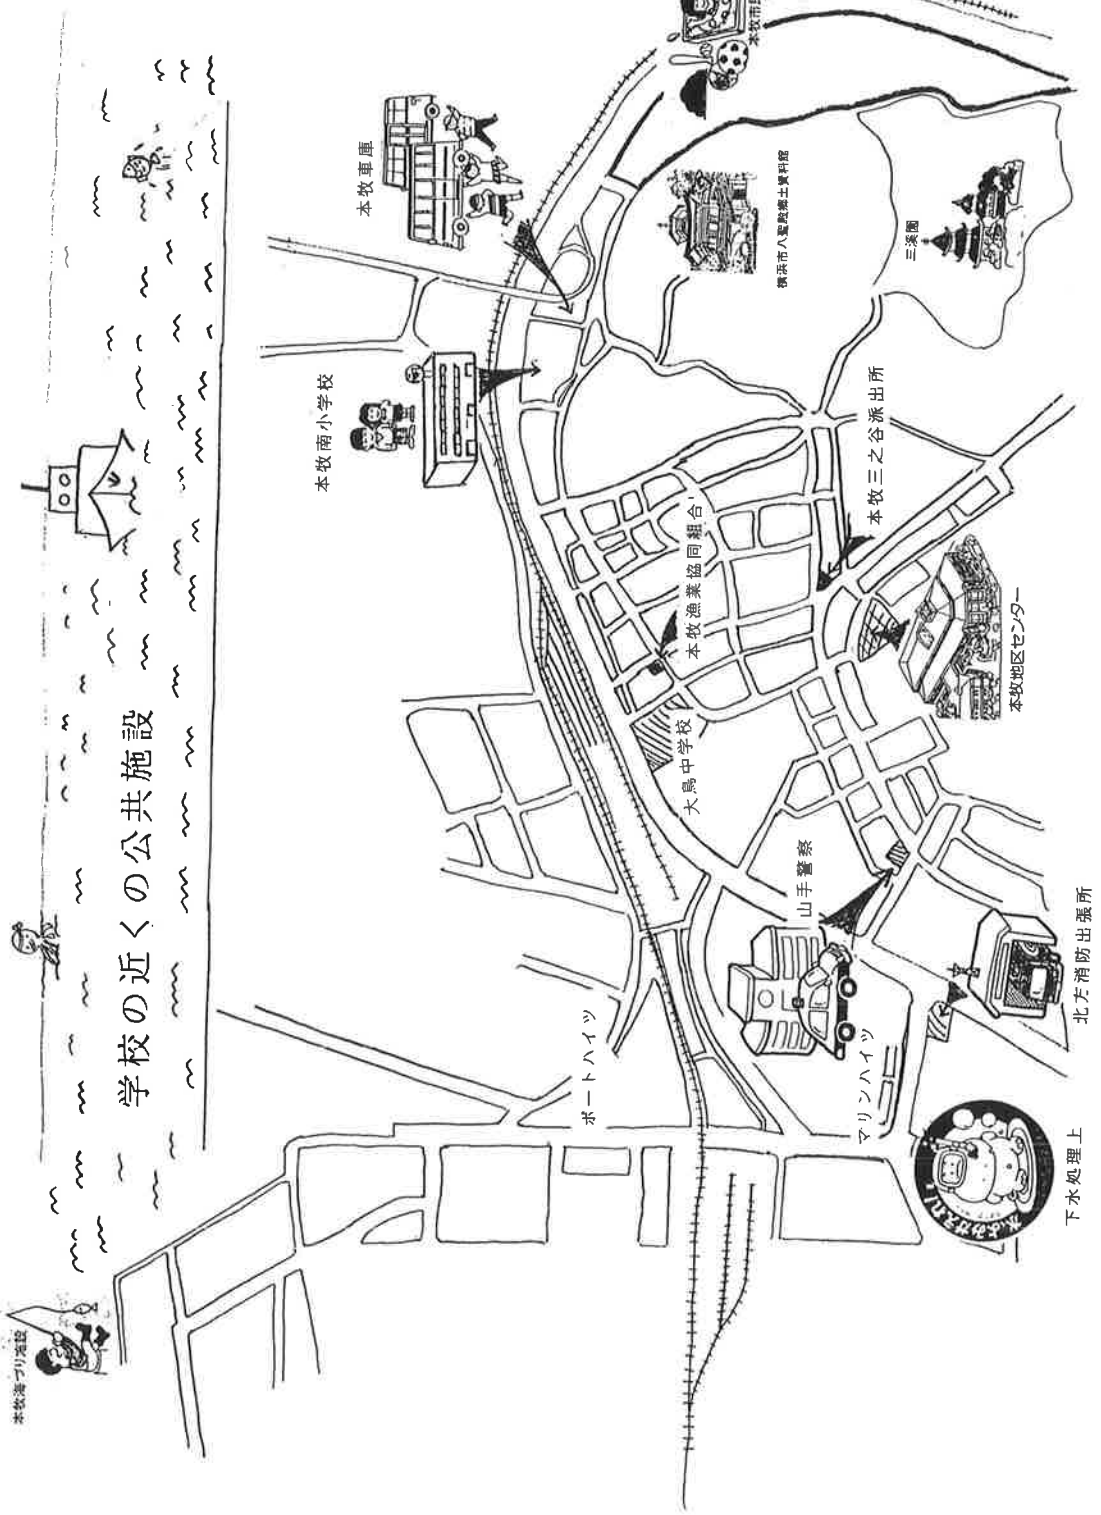 学校の近くの公共施設
本牧海づり施設
本牧南小学校
本牧車庫
本牧市民
横浜市八聖殿郷土資料館
三溪園
本牧三之谷派出所
本牧漁業協同組合
本牧地区センター
大鳥中学校
山手警察
ポートハイツ
マリンハイツ
北方消防出張所
下水処理上